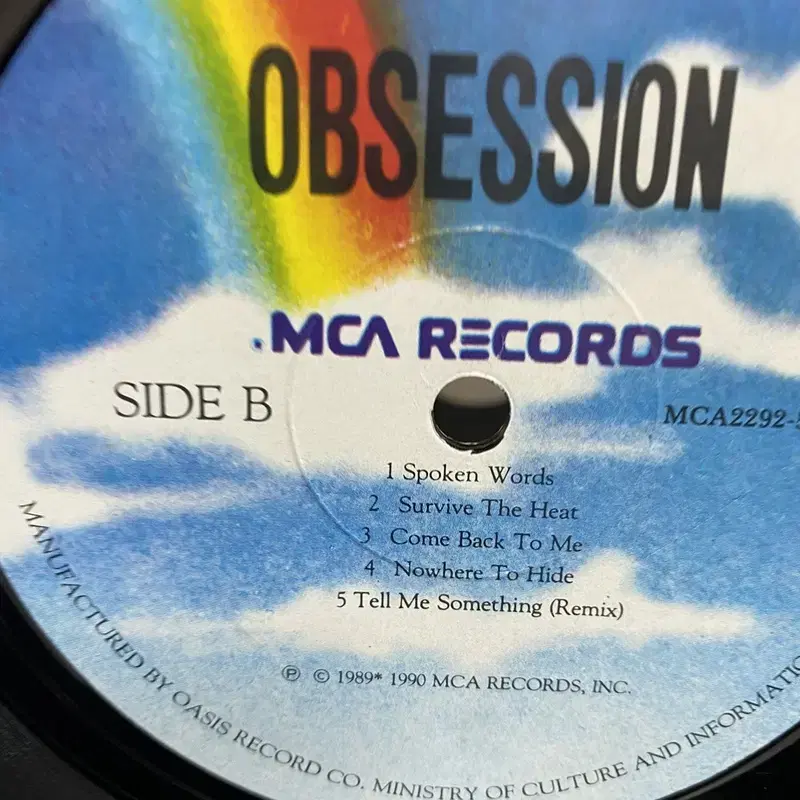 OBSESSION
MCA RECORDS
SIDE B
MCA2292-
1 Spoken Words
2 Survive The Heat
3 Come Back To Me
4 Nowhere To Hide
5 Tell Me Something (Remix)
℗ © 1989* 1990 MCA RECORDS, INC.
MANUFACTURED BY OASIS RECORD CO. MINISTRY OF CULTURE AND INFORMATIO